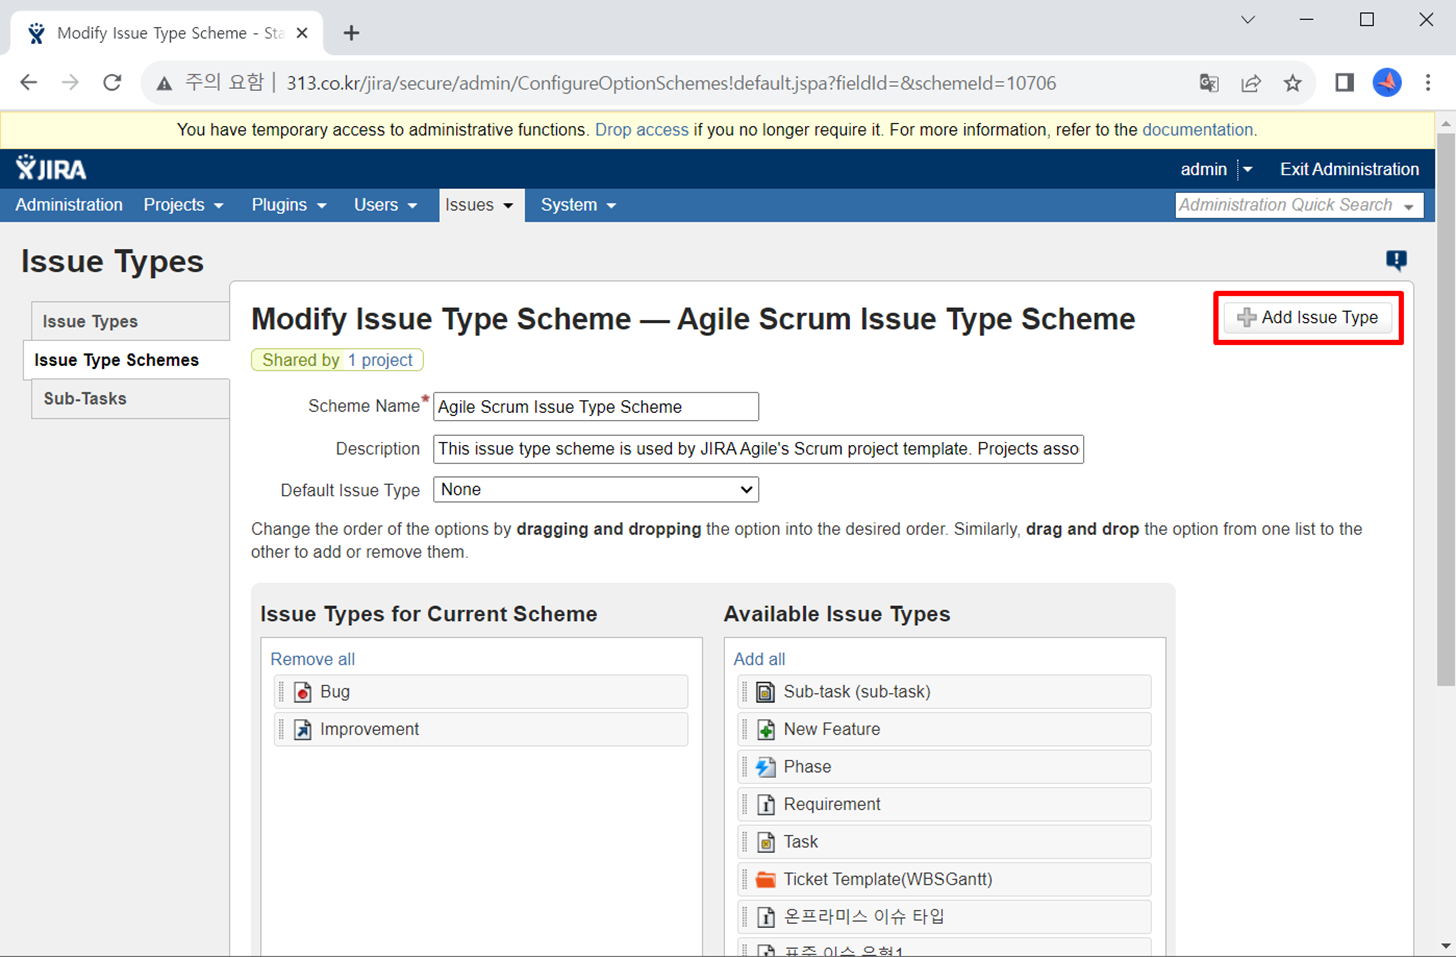 Modify Issue Type Scheme - Sta
주의 요함 | 313.co.kr/jira/secure/admin/ConfigureOptionSchemes!default.jspa?fieldId=&schemeId=10706
You have temporary access to administrative functions. Drop access if you no longer require it. For more information, refer to the documentation.
JIRA
admin
Exit Administration
Administration Projects Plugins Users Issues System
Administration Quick Search
Issue Types
Issue Types
Issue Type Schemes
Sub-Tasks
Modify Issue Type Scheme — Agile Scrum Issue Type Scheme
Add Issue Type
Shared by 1 project
Scheme Name* Agile Scrum Issue Type Scheme
Description This issue type scheme is used by JIRA Agile's Scrum project template. Projects asso
Default Issue Type None
Change the order of the options by dragging and dropping the option into the desired order. Similarly, drag and drop the option from one list to the
other to add or remove them.
Issue Types for Current Scheme
Remove all
Bug
Improvement
Available Issue Types
Add all
Sub-task (sub-task)
New Feature
Phase
Requirement
Task
Ticket Template(WBSGantt)
온프라미스 이슈 타입
표준 이슈 유형1